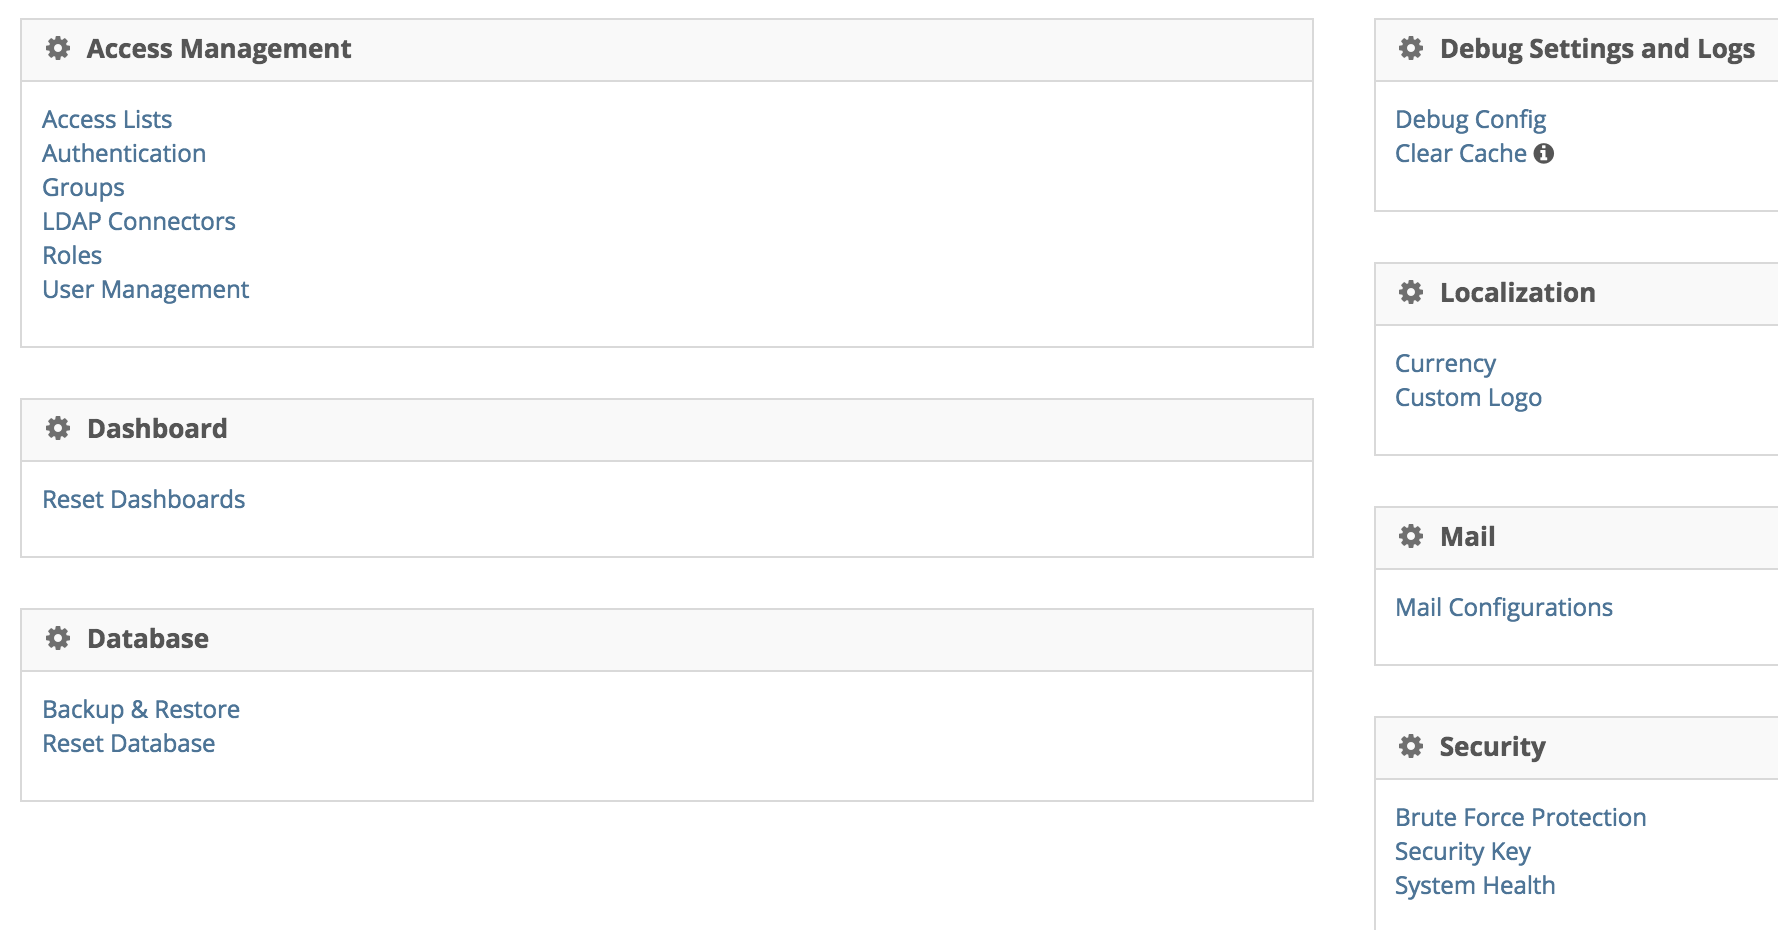 Access Management
Access Lists
Authentication
Groups
LDAP Connectors
Roles
User Management
Dashboard
Reset Dashboards
Database
Backup & Restore
Reset Database
Debug Settings and Logs
Debug Config
Clear Cache
Localization
Currency
Custom Logo
Mail
Mail Configurations
Security
Brute Force Protection
Security Key
System Health